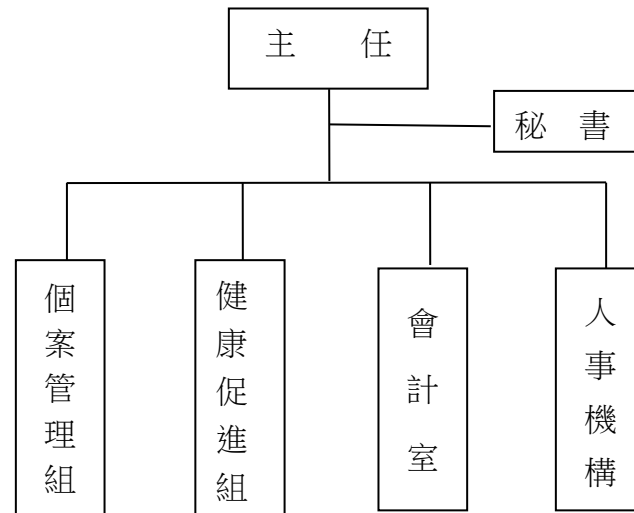 主　任
秘　書
個案管理組
健康促進組
會計室
人事機構